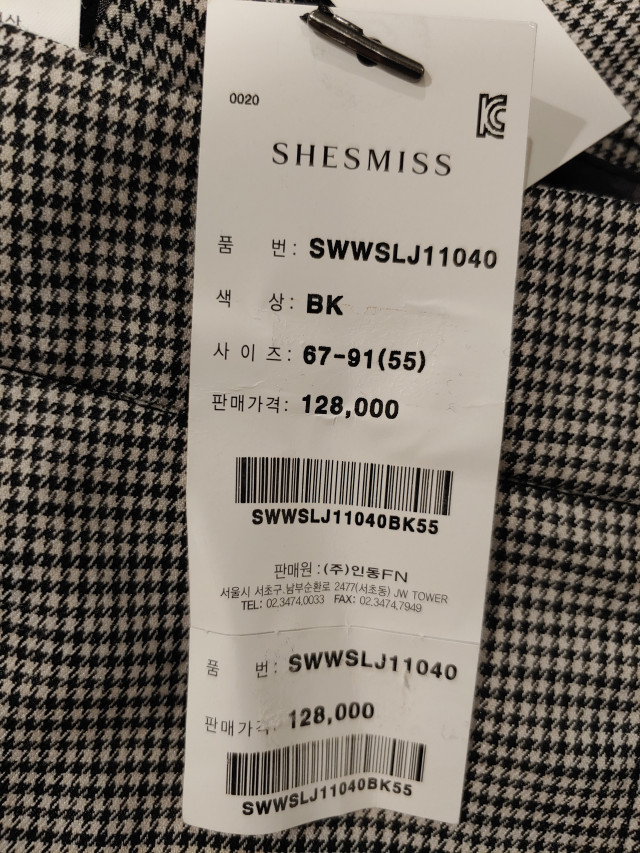 0020
SHESMISS
품 번: SWWSLJ11040
색 상: BK
사 이 즈: 67-91(55)
판매가격: 128,000
SWWSLJ11040BK55
판매원 : (주)인동FN
서울시 서초구.남부순환로 2477(서초동) JW TOWER
TEL: 02.3474.0033 FAX: 02.3474.7949
품 번: SWWSLJ11040
판매가격: 128,000
SWWSLJ11040BK55